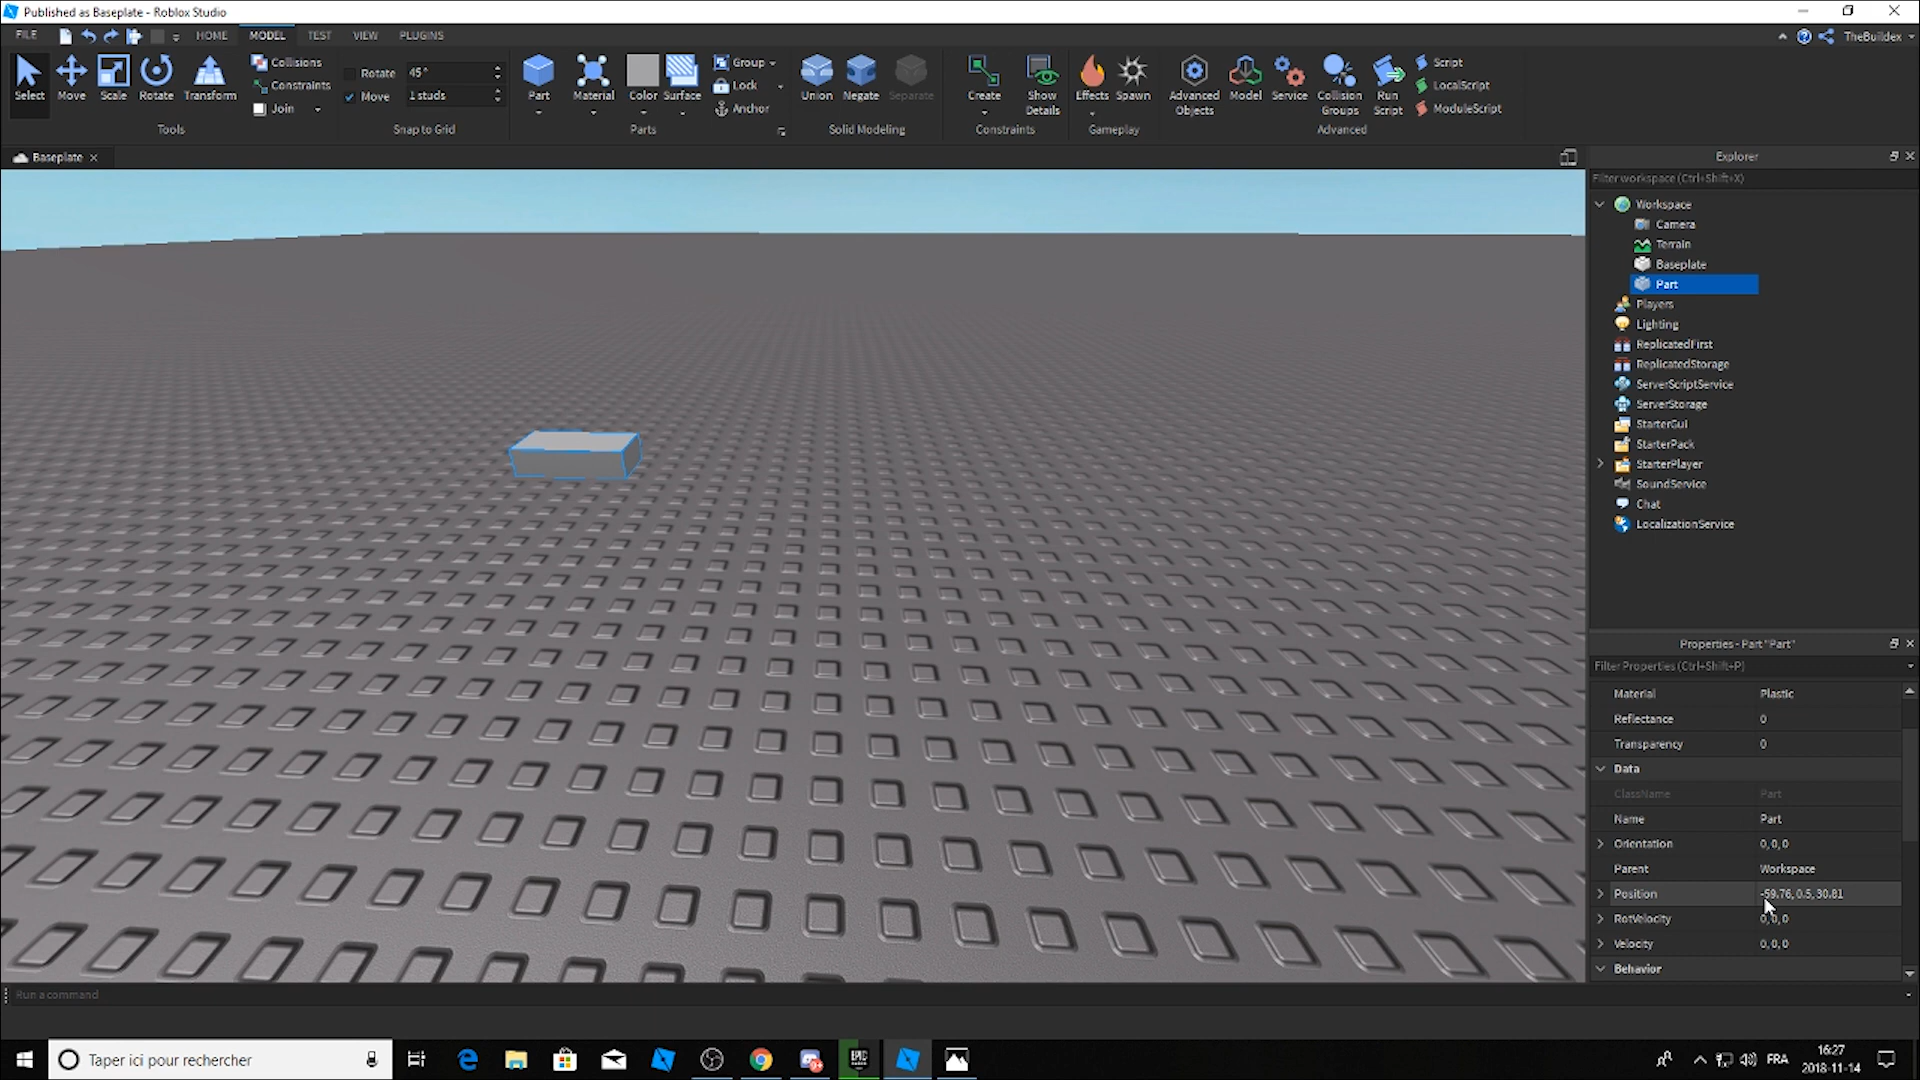 Published as Baseplate - Roblox Studio
FILE HOME MODEL TEST VIEW PLUGINS TheBuildex
Select Move Scale Rotate Transform
Collisions
Constraints
Join
Tools
Rotate 45°
Move 1 studs
Snap to Grid
Part Material Color Surface
Group
Lock
Anchor
Parts
Union Negate Separate
Solid Modeling
Create Show Details
Constraints
Effects Spawn
Gameplay
Advanced Objects Model Service Collision Groups Run Script
Script
LocalScript
ModuleScript
Advanced
Baseplate
Explorer
Filter workspace (Ctrl+Shift+X)
Workspace
Camera
Terrain
Baseplate
Part
Players
Lighting
ReplicatedFirst
ReplicatedStorage
ServerScriptService
ServerStorage
StarterGui
StarterPack
StarterPlayer
SoundService
Chat
LocalizationService
Properties - Part "Part"
Filter Properties (Ctrl+Shift+P)
Material Plastic
Reflectance 0
Transparency 0
Data
ClassName Part
Name Part
Orientation 0, 0, 0
Parent Workspace
Position -59.76, 0.5, 30.81
RotVelocity 0, 0, 0
Velocity 0, 0, 0
Behavior
Run a command
Taper ici pour rechercher
EPIC
FRA
16:27
2018-11-14